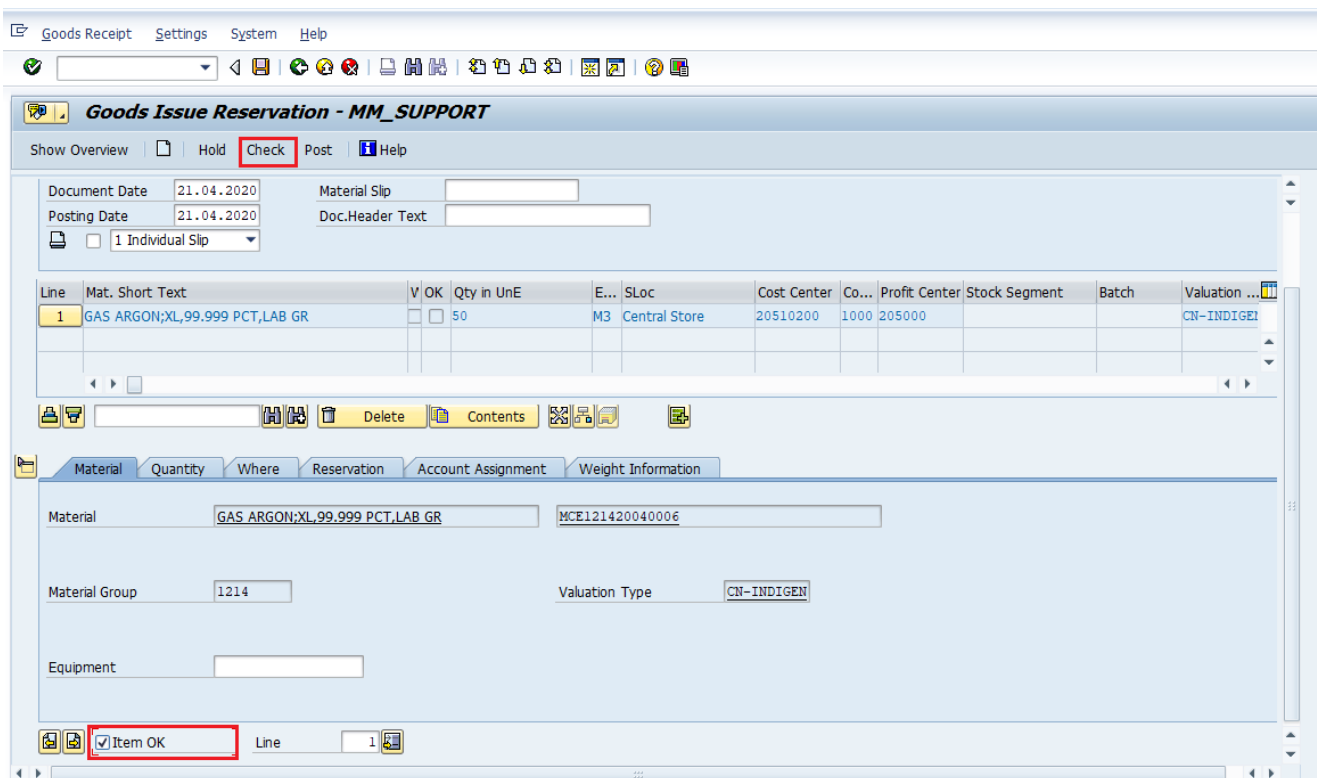 Goods Receipt Settings System Help
Goods Issue Reservation - MM_SUPPORT
Show Overview Hold Check Post Help
Document Date 21.04.2020 Material Slip
Posting Date 21.04.2020 Doc.Header Text
1 Individual Slip
Line Mat. Short Text V OK Qty in UnE E... SLoc Cost Center Co... Profit Center Stock Segment Batch Valuation ...
1 GAS ARGON;XL,99.999 PCT,LAB GR 50 M3 Central Store 20510200 1000 205000 CN-INDIGE
Delete Contents
Material Quantity Where Reservation Account Assignment Weight Information
Material GAS ARGON;XL,99.999 PCT,LAB GR MCE121420040006
Material Group 1214 Valuation Type CN-INDIGEN
Equipment
Item OK Line 1